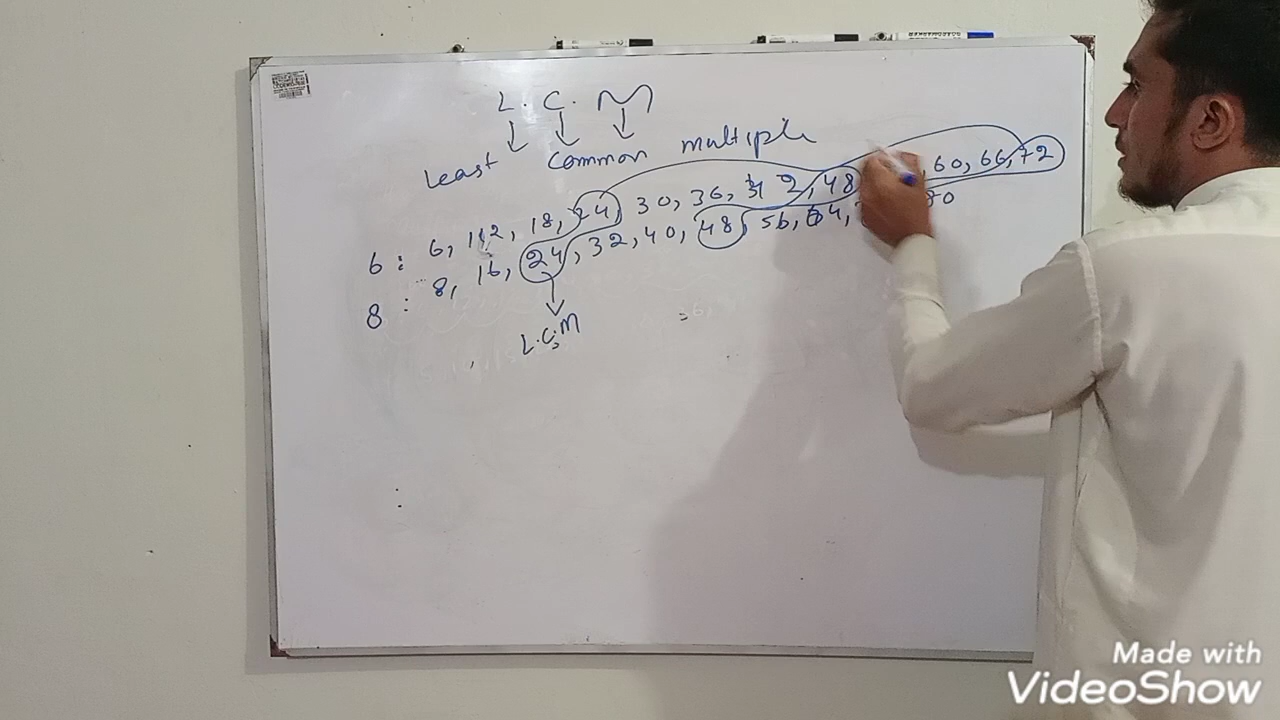 L. C. M
Least Common multiple
6: 6, 12, 18, 24, 30, 36, 42, 48, 60, 66, 72
8: 8, 16, 24, 32, 40, 48, 56, 64,
L.C.M
Made with
VideoShow